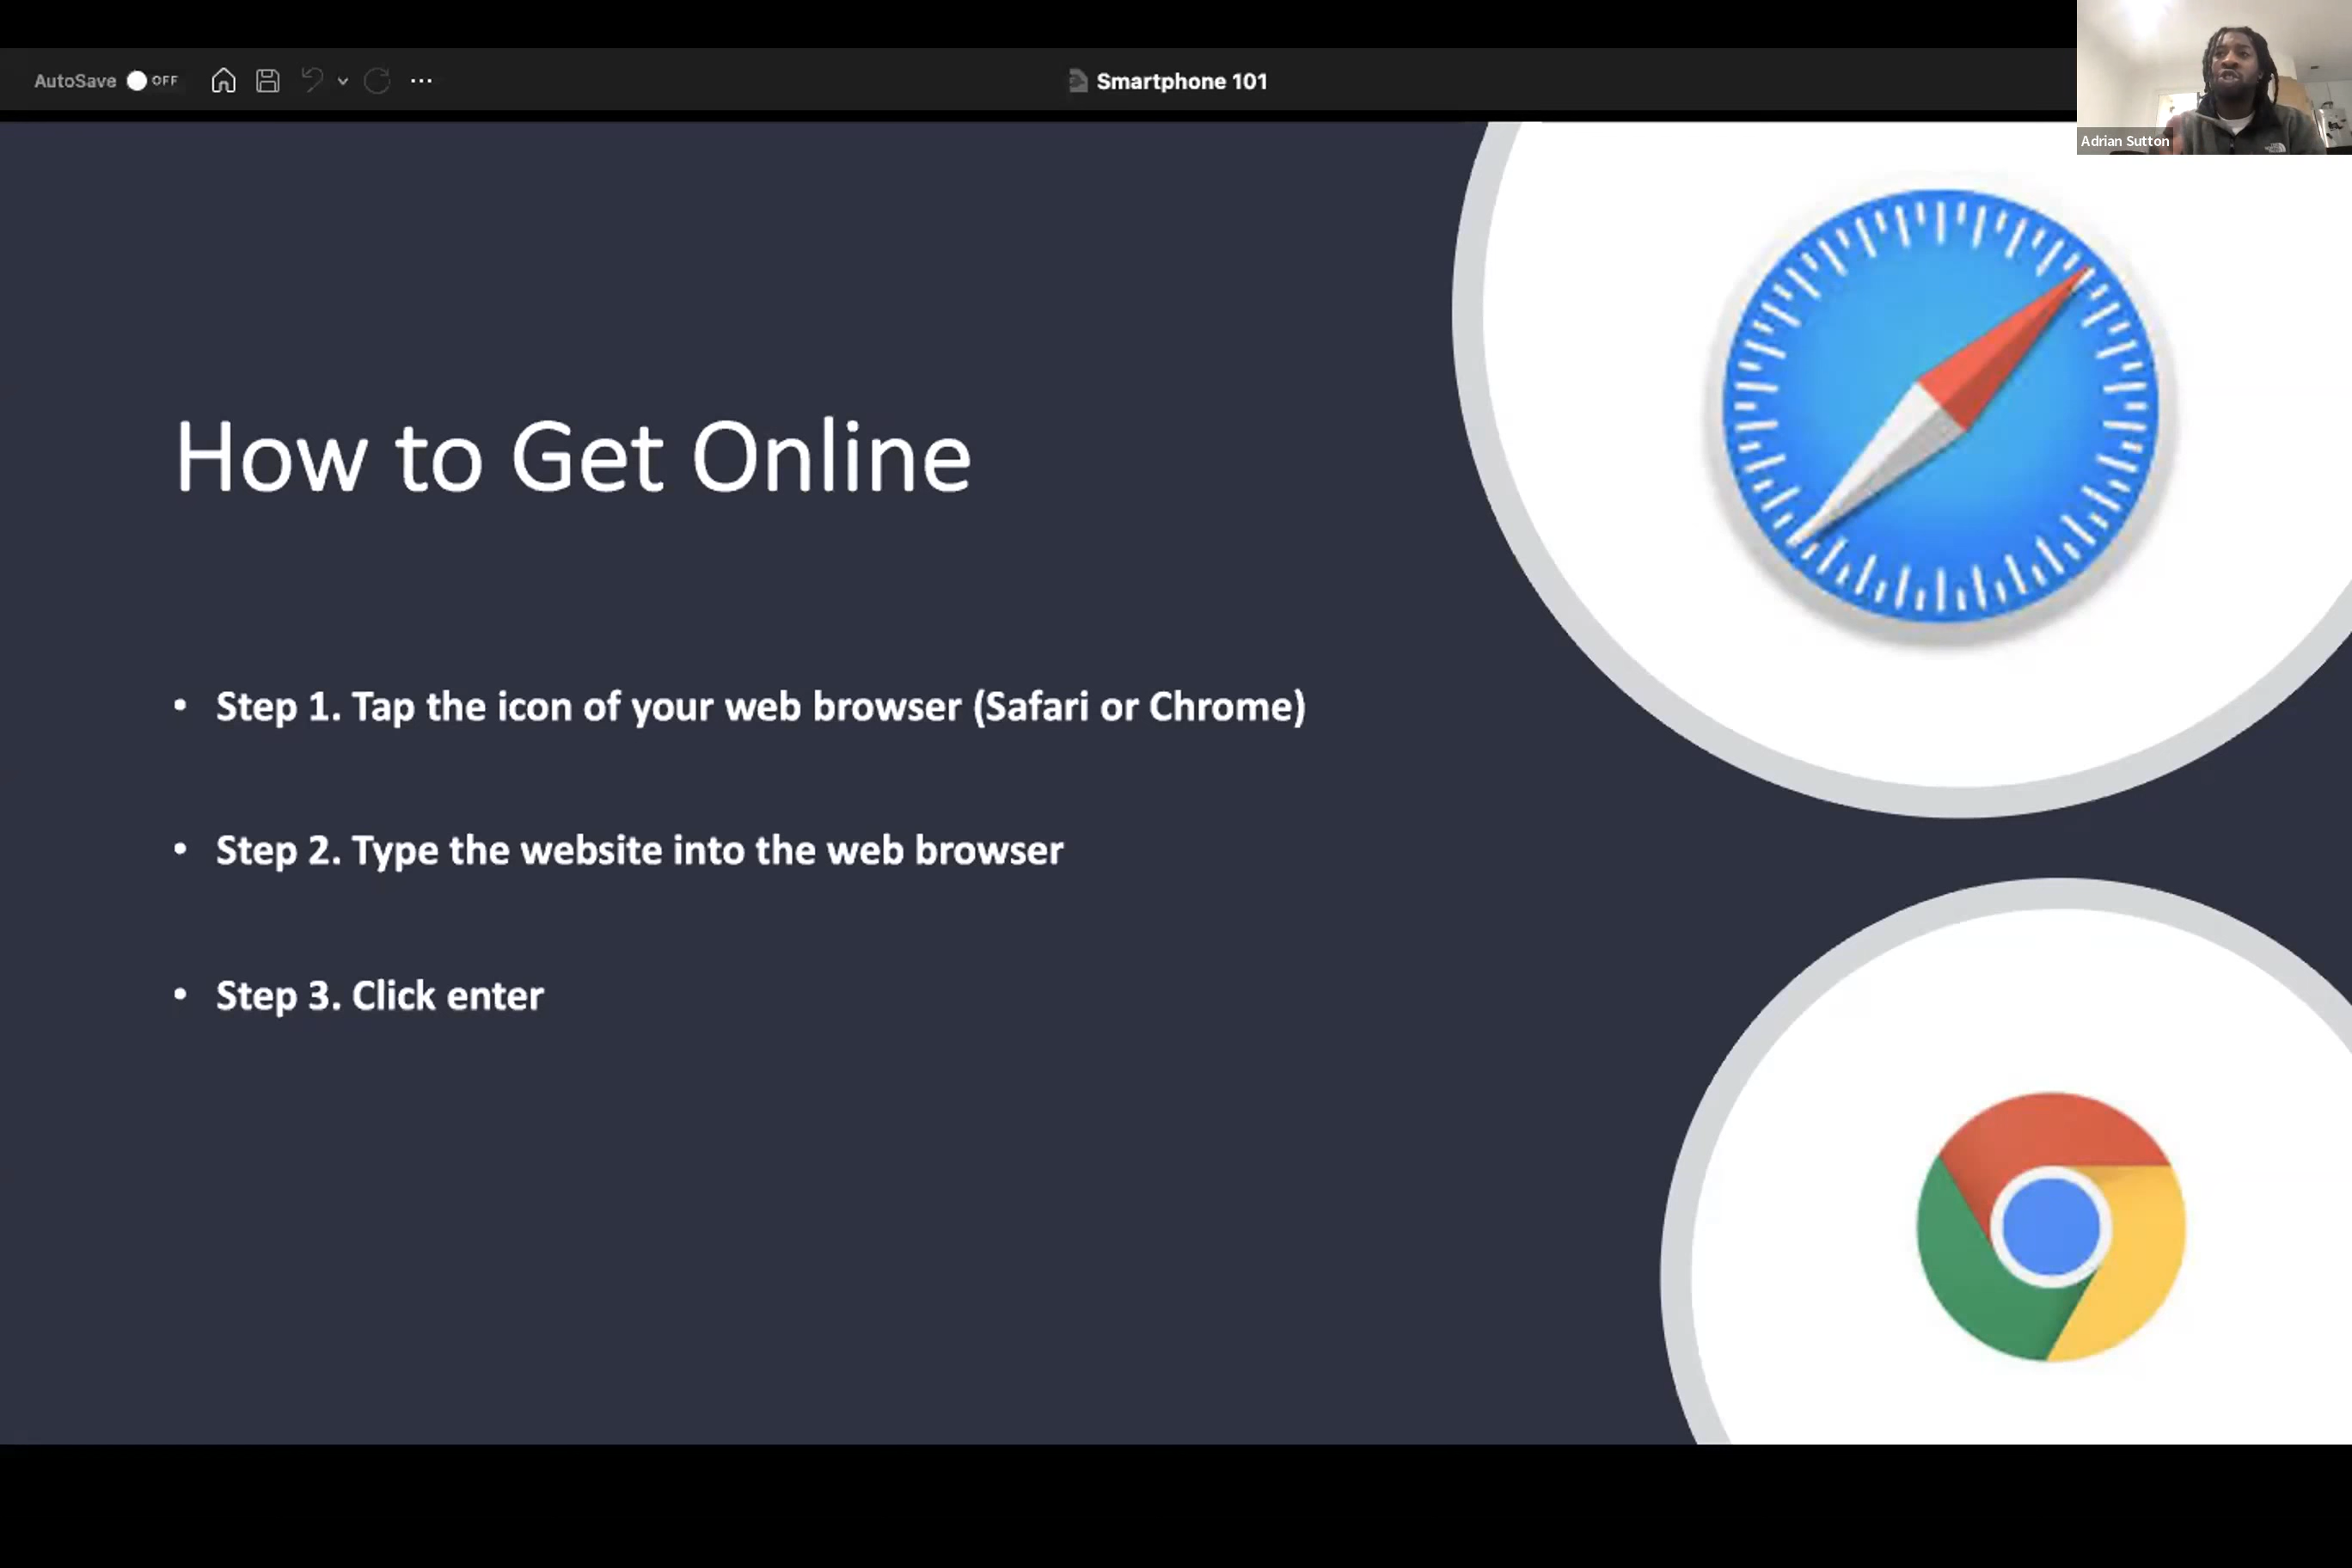 AutoSave OFF
Smartphone 101
Adrian Sutton
How to Get Online
• Step 1. Tap the icon of your web browser (Safari or Chrome)
• Step 2. Type the website into the web browser
• Step 3. Click enter